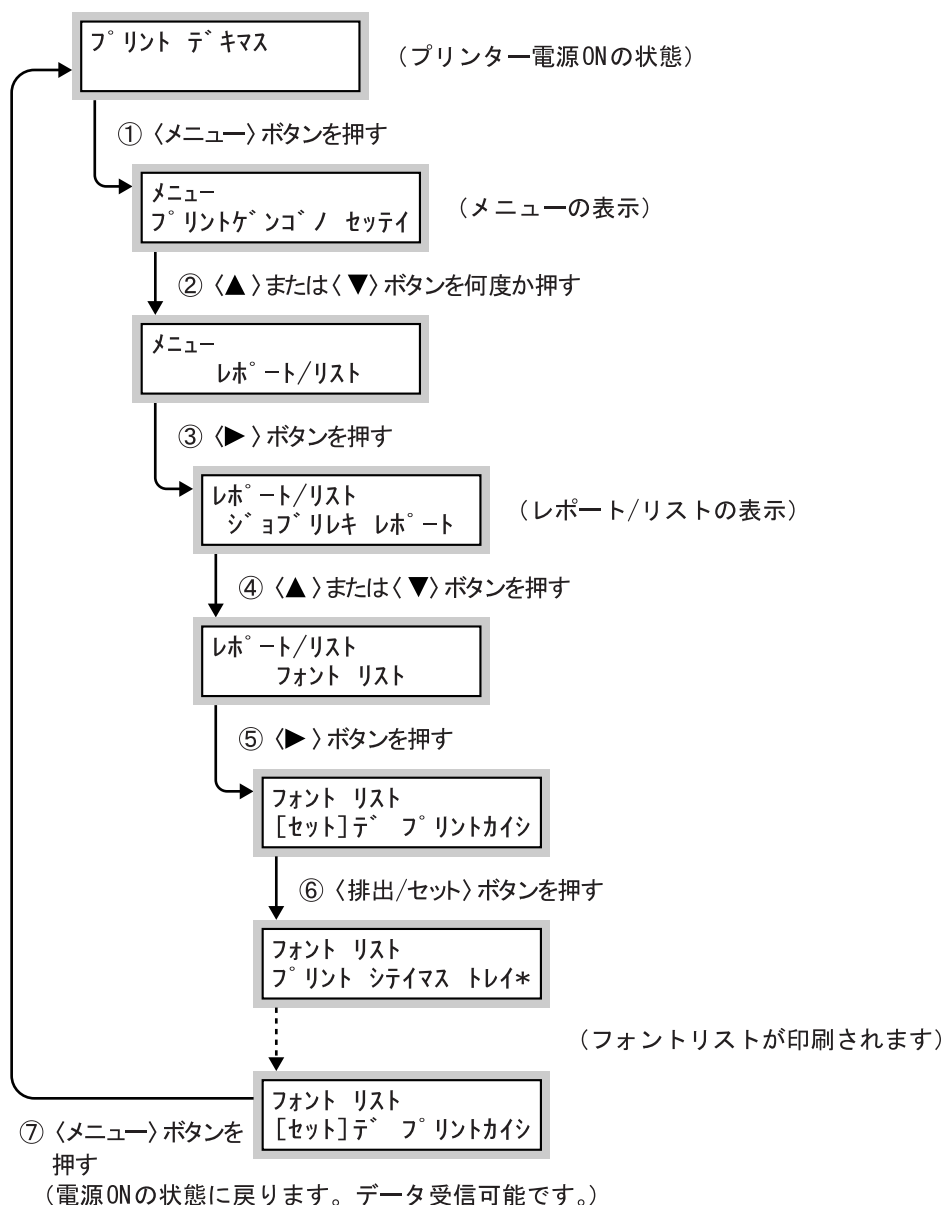 プリント デキマス
（プリンター電源ONの状態）
① 〈メニュー〉ボタンを押す
メニュー
プリントゲンゴノ セッテイ
（メニューの表示）
② 〈▲〉または〈▼〉ボタンを何度か押す
メニュー
レポート/リスト
③ 〈▶〉ボタンを押す
レポート/リスト
ジョブリレキ レポート
（レポート/リストの表示）
④ 〈▲〉または〈▼〉ボタンを押す
レポート/リスト
フォント リスト
⑤ 〈▶〉ボタンを押す
フォント リスト
[セット]デ プリントカイシ
⑥ 〈排出/セット〉ボタンを押す
フォント リスト
プリント シテイマス トレイ*
（フォントリストが印刷されます）
フォント リスト
[セット]デ プリントカイシ
⑦ 〈メニュー〉ボタンを
押す
（電源ONの状態に戻ります。データ受信可能です。）